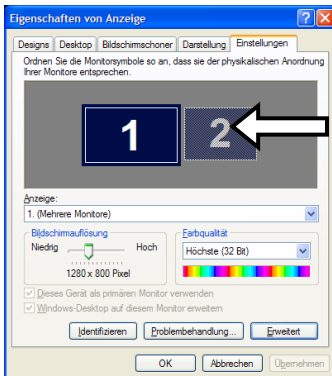 Eigenschaften von Anzeige
Designs Desktop Bildschirmschoner Darstellung Einstellungen
Ordnen Sie die Monitorsymbole so an, dass sie der physikalischen Anordnung
Ihrer Monitore entsprechen.
1 2
Anzeige:
1. (Mehrere Monitore)
Bildschirmauflösung
Niedrig Hoch
1280 x 800 Pixel
Farbqualität
Höchste (32 Bit)
Dieses Gerät als primären Monitor verwenden
Windows-Desktop auf diesem Monitor erweitern
Identifizieren Problembehandlung... Erweitert
OK Abbrechen Übernehmen